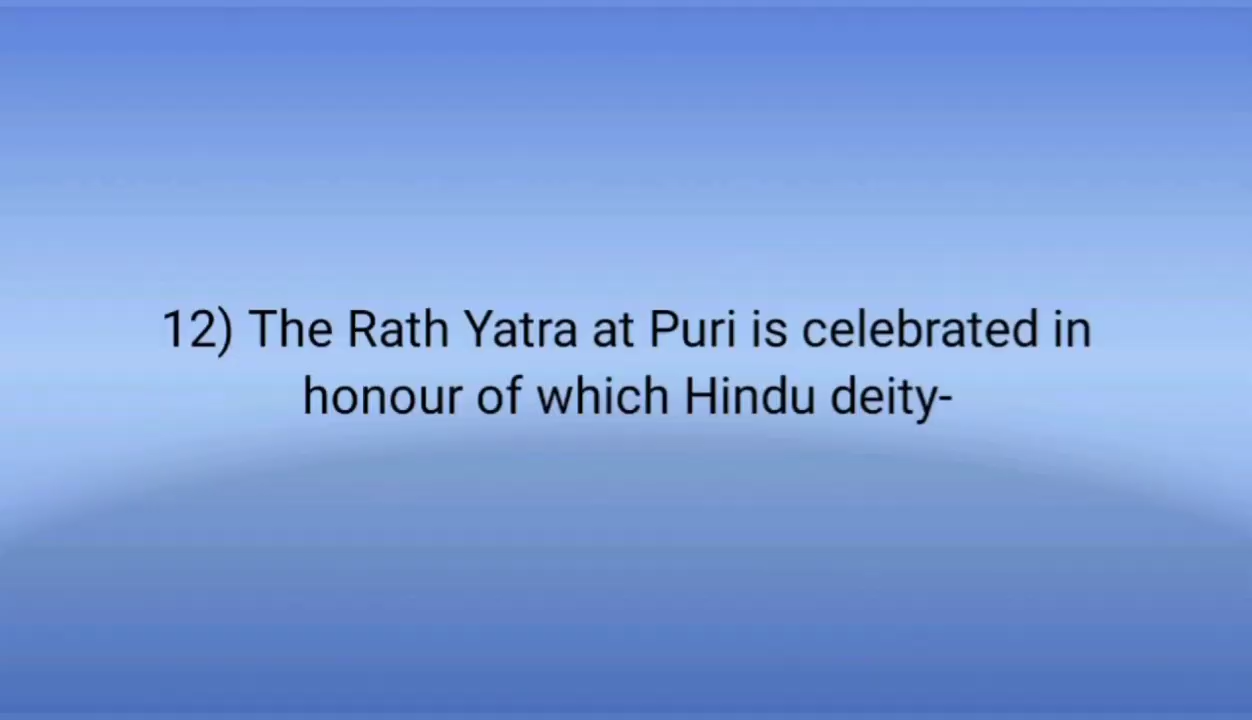 12) The Rath Yatra at Puri is celebrated in
honour of which Hindu deity-